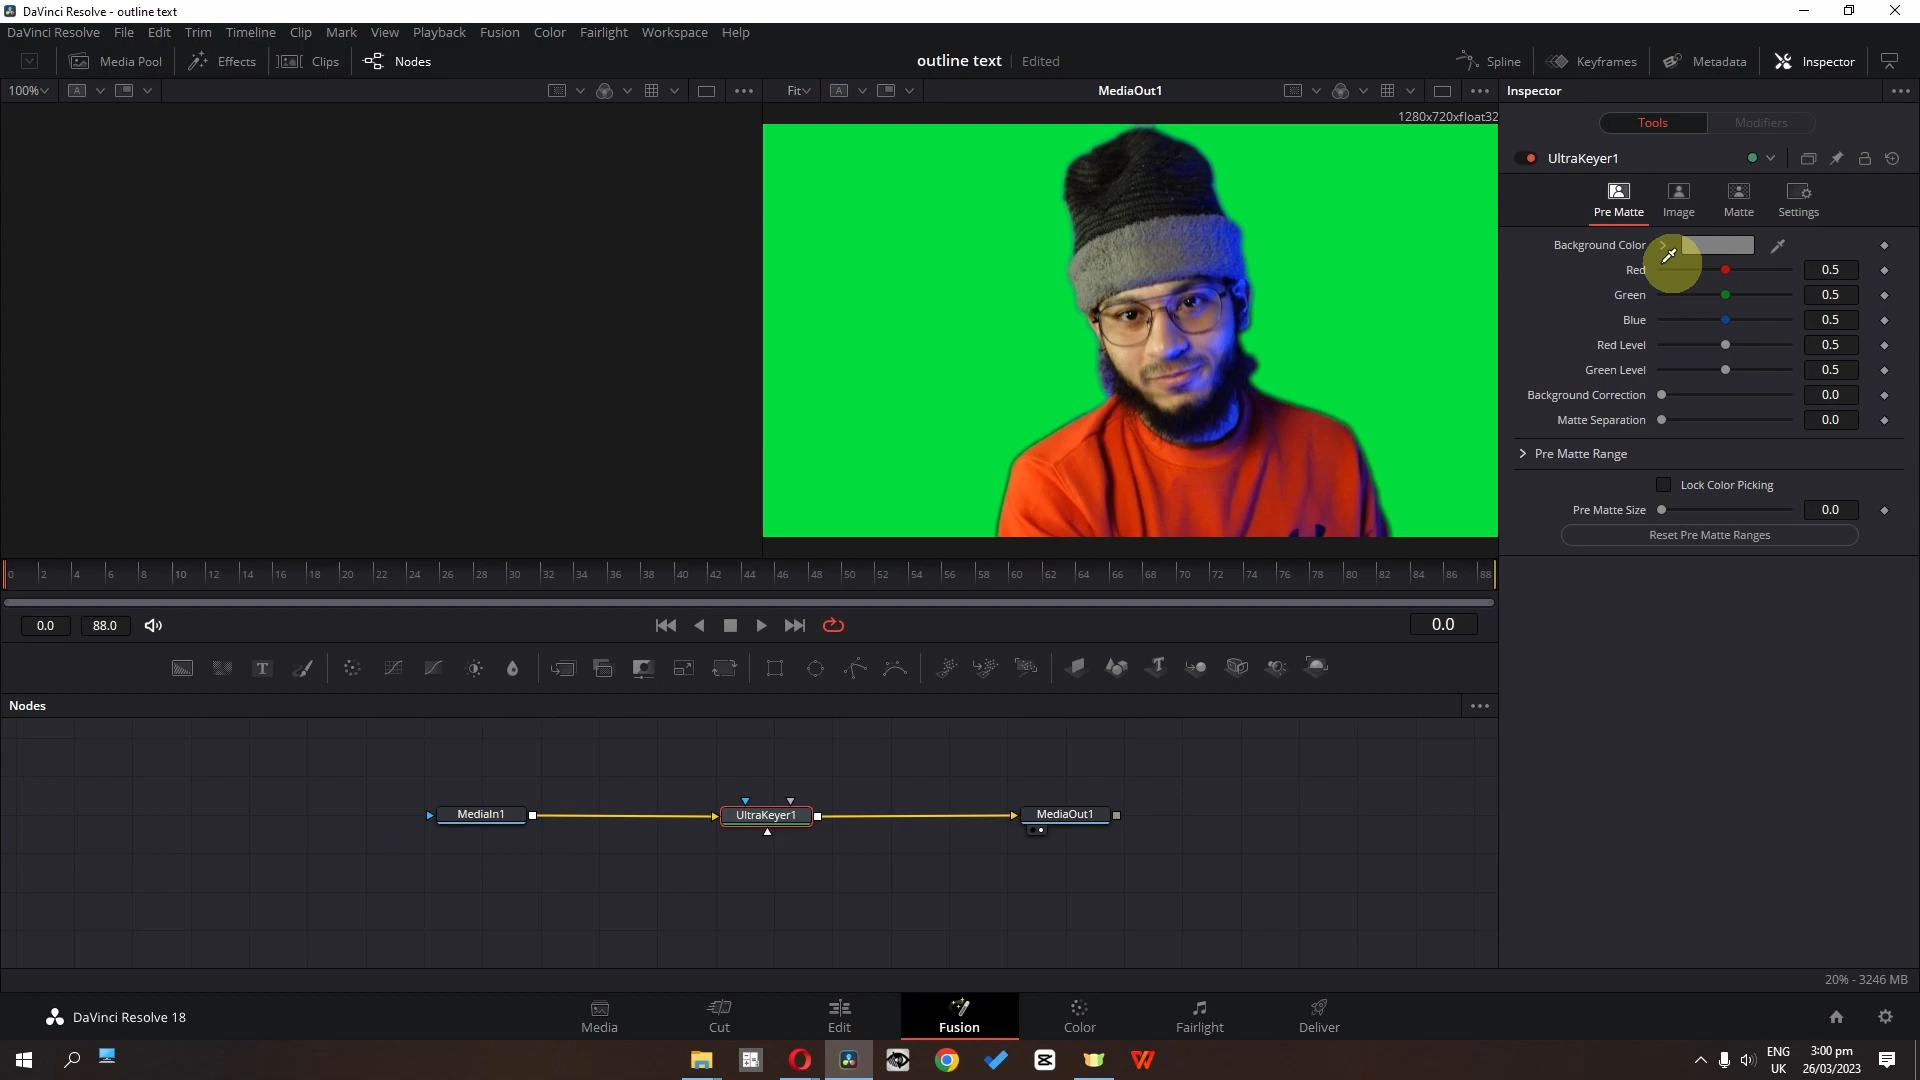 DaVinci Resolve - outline text
DaVinci Resolve File Edit Trim Timeline Clip Mark View Playback Fusion Color Fairlight Workspace Help
Media Pool Effects Clips Nodes outline text Edited Spline Keyframes Metadata Inspector
100% A Fit A MediaOut1 Inspector
1280x720xfloat32
Tools Modifiers
UltraKeyer1
Pre Matte Image Matte Settings
Background Color
Red 0.5
Green 0.5
Blue 0.5
Red Level 0.5
Green Level 0.5
Background Correction 0.0
Matte Separation 0.0
Pre Matte Range
Lock Color Picking
Pre Matte Size 0.0
Reset Pre Matte Ranges
0 2 4 6 8 10 12 14 16 18 20 22 24 26 28 30 32 34 36 38 40 42 44 46 48 50 52 54 56 58 60 62 64 66 68 70 72 74 76 78 80 82 84 86 88
0.0 88.0 0.0
T T
Nodes
MediaIn1 UltraKeyer1 MediaOut1
20% - 3246 MB
DaVinci Resolve 18 Media Cut Edit Fusion Color Fairlight Deliver
ENG
UK
3:00 pm
26/03/2023